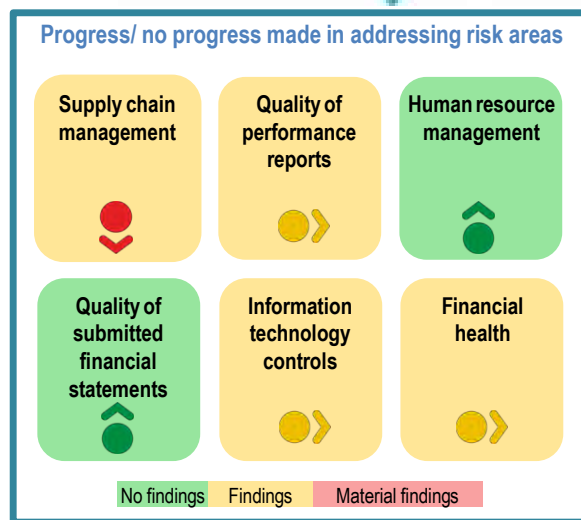 Progress/ no progress made in addressing risk areas
Supply chain
management
Quality of
performance
reports
Human resource
management
Quality of
submitted
financial
statements
Information
technology
controls
Financial
health
No findings
Findings
Material findings